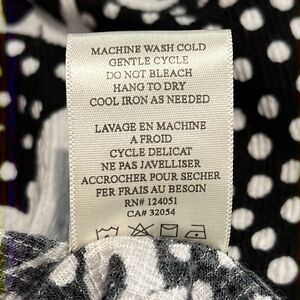 MACHINE WASH COLD
GENTLE CYCLE
DO NOT BLEACH
HANG TO DRY
COOL IRON AS NEEDED
LAVAGE EN MACHINE
A FROID
CYCLE DELICAT
NE PAS JAVELLISER
ACCROCHER POUR SECHER
FER FRAIS AU BESOIN
RN# 124051
CA# 32054